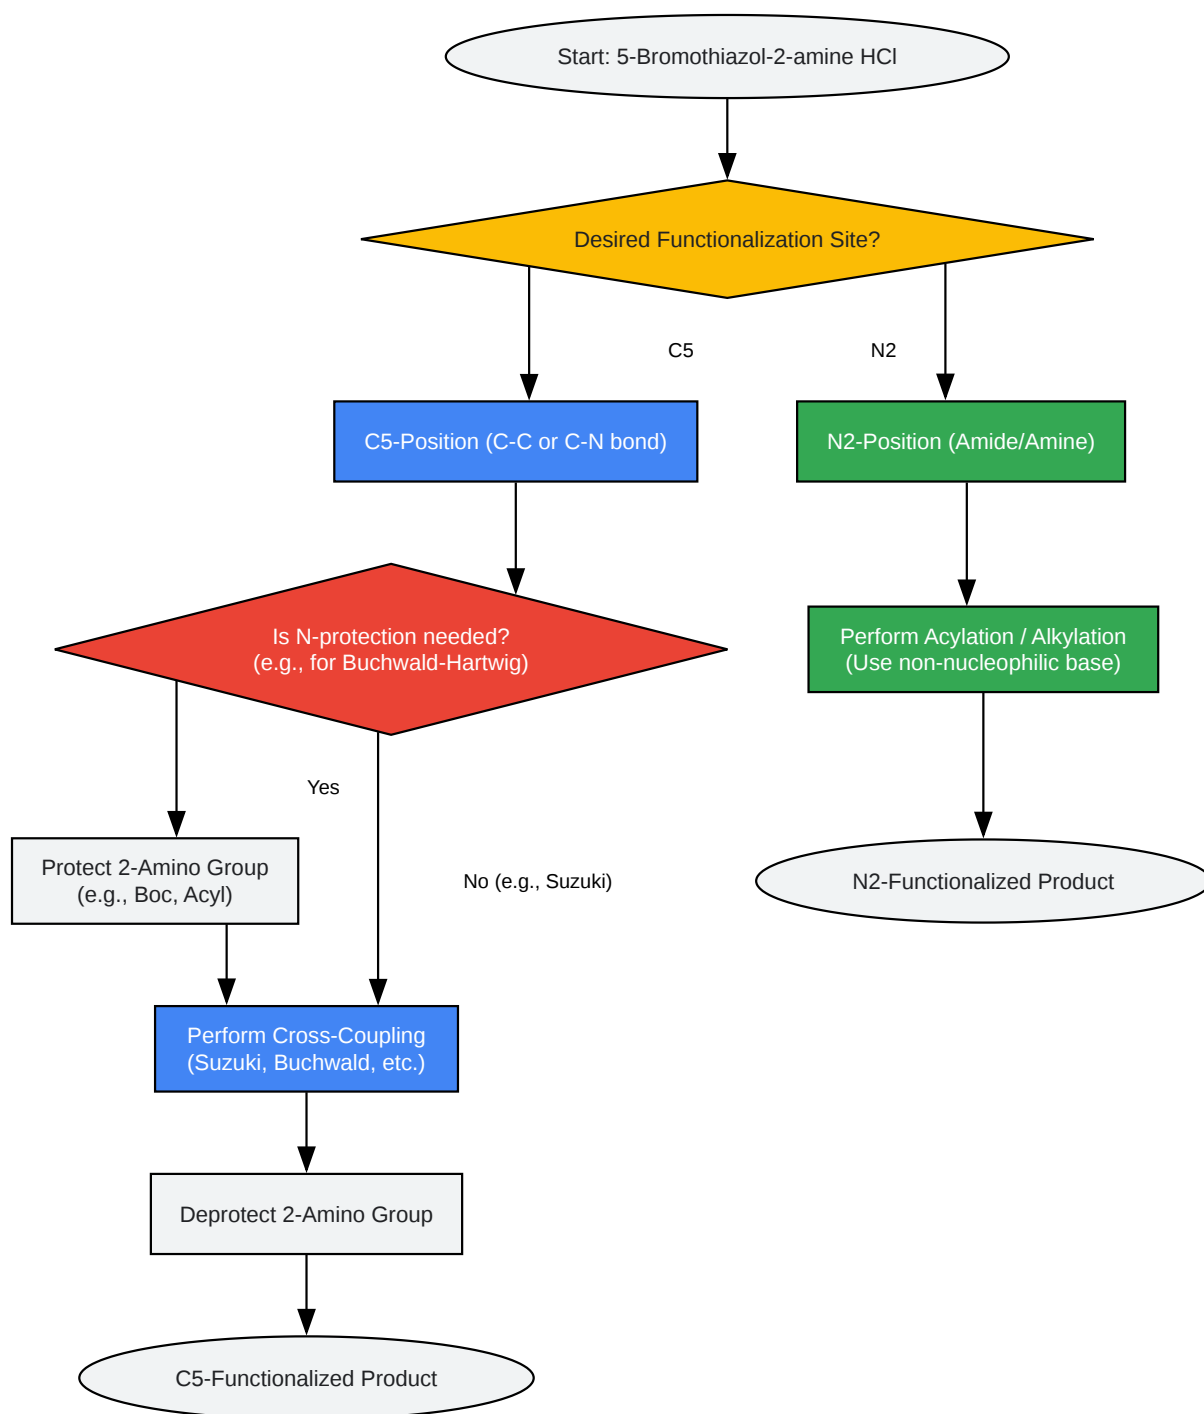 Start: 5-Bromothiazol-2-amine HCl
Desired Functionalization Site?
C5
N2
C5-Position (C-C or C-N bond)
N2-Position (Amide/Amine)
Is N-protection needed?
(e.g., for Buchwald-Hartwig)
Perform Acylation / Alkylation
(Use non-nucleophilic base)
Yes
Protect 2-Amino Group
(e.g., Boc, Acyl)
No (e.g., Suzuki)
N2-Functionalized Product
Perform Cross-Coupling
(Suzuki, Buchwald, etc.)
Deprotect 2-Amino Group
C5-Functionalized Product